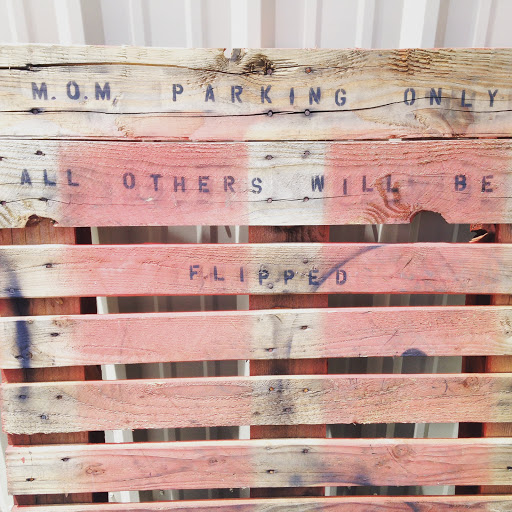 M.O.M. PARKING ONLY
ALL OTHERS WILL BE
FLIPPED